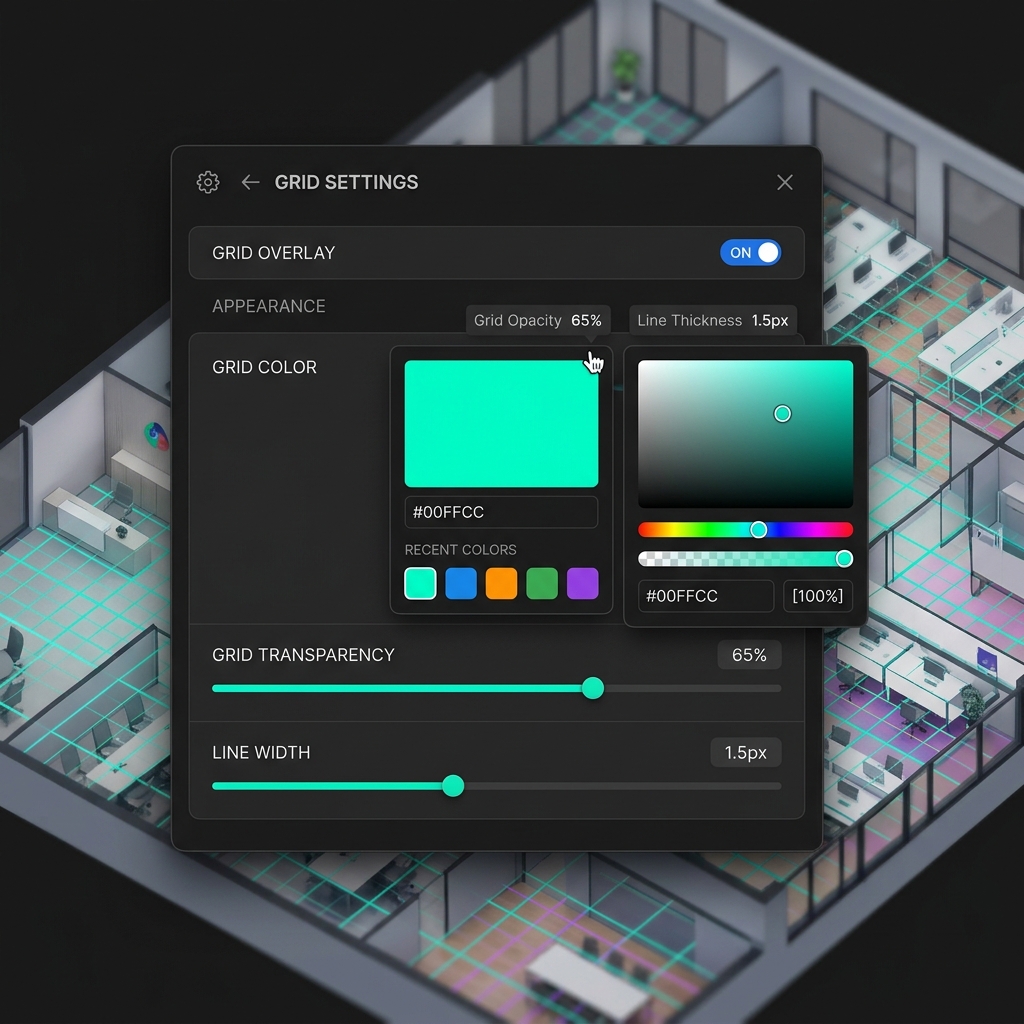 GRID SETTINGS
GRID OVERLAY
ON
APPEARANCE
Grid Opacity 65%
Line Thickness 1.5px
GRID COLOR
#00FFCC
RECENT COLORS
#00FFCC
[100%]
GRID TRANSPARENCY
65%
LINE WIDTH
1.5px